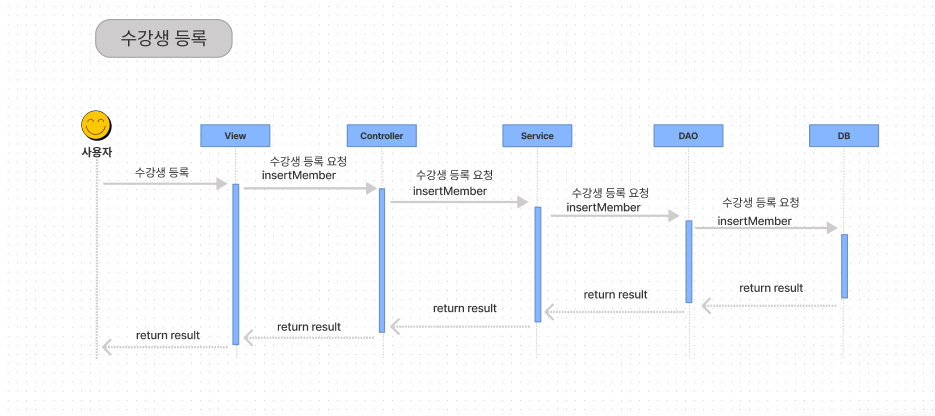 수강생 등록
사용자
View
Controller
Service
DAO
DB
수강생 등록
수강생 등록 요청
insertMember
수강생 등록 요청
insertMember
수강생 등록 요청
insertMember
수강생 등록 요청
insertMember
return result
return result
return result
return result
return result